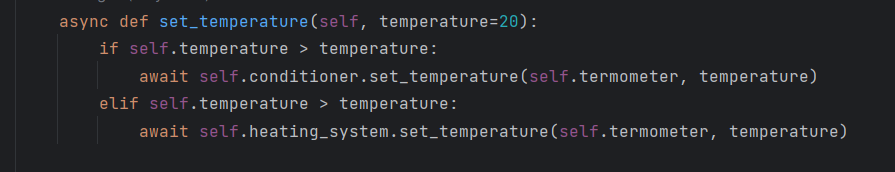 async def set_temperature(self, temperature=20):
if self.temperature > temperature:
await self.conditioner.set_temperature(self.termometer, temperature)
elif self.temperature > temperature:
await self.heating_system.set_temperature(self.termometer, temperature)